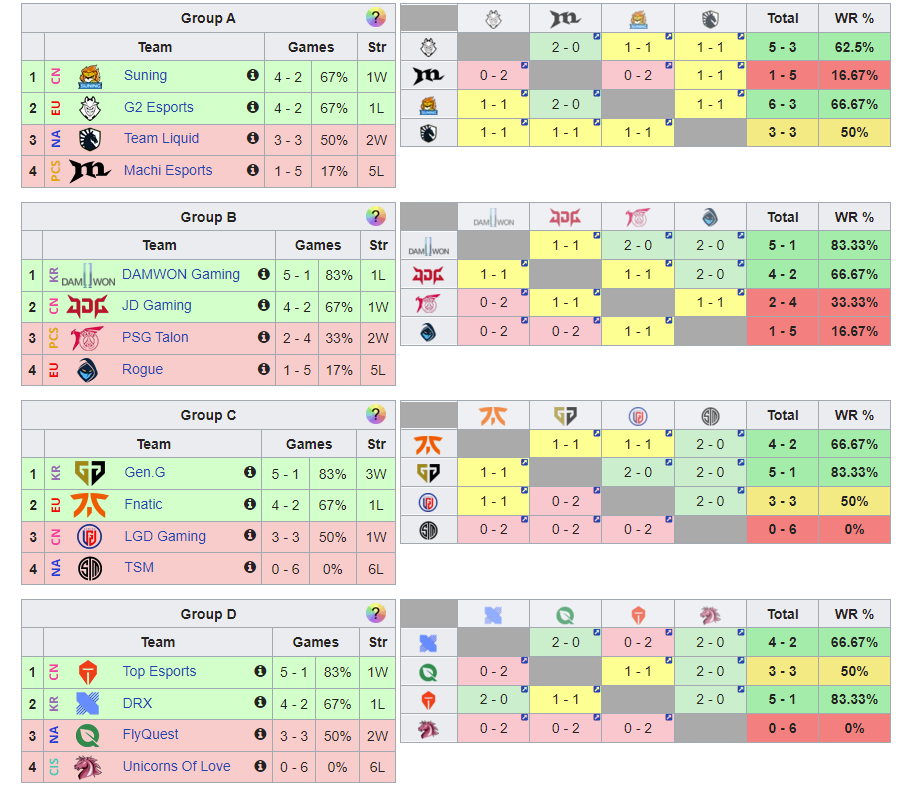 Group A ?
Team Games Str
1 CN SUNING Suning 4 - 2 67% 1W
2 EU G2 Esports 4 - 2 67% 1L
3 NA Team Liquid 3 - 3 50% 2W
4 PCS Machi Esports 1 - 5 17% 5L
Total WR %
2 - 0 1 - 1 1 - 1 5 - 3 62.5%
0 - 2 0 - 2 1 - 1 1 - 5 16.67%
1 - 1 2 - 0 1 - 1 6 - 3 66.67%
1 - 1 1 - 1 1 - 1 3 - 3 50%
Group B ?
Team Games Str
1 KR DAMWON DAMWON Gaming 5 - 1 83% 1L
2 CN JDG JD Gaming 4 - 2 67% 1W
3 PCS PSG Talon 2 - 4 33% 2W
4 EU Rogue 1 - 5 17% 5L
DAMWON JDG Total WR %
DAMWON 1 - 1 2 - 0 2 - 0 5 - 1 83.33%
JDG 1 - 1 1 - 1 2 - 0 4 - 2 66.67%
0 - 2 1 - 1 1 - 1 2 - 4 33.33%
0 - 2 0 - 2 1 - 1 1 - 5 16.67%
Group C ?
Team Games Str
1 KR Gen.G 5 - 1 83% 3W
2 EU Fnatic 4 - 2 67% 1L
3 CN LGD Gaming 3 - 3 50% 1W
4 NA TSM 0 - 6 0% 6L
Total WR %
1 - 1 1 - 1 2 - 0 4 - 2 66.67%
1 - 1 2 - 0 2 - 0 5 - 1 83.33%
1 - 1 0 - 2 2 - 0 3 - 3 50%
0 - 2 0 - 2 0 - 2 0 - 6 0%
Group D ?
Team Games Str
1 CN Top Esports 5 - 1 83% 1W
2 KR DRX 4 - 2 67% 1L
3 NA FlyQuest 3 - 3 50% 2W
4 CIS Unicorns Of Love 0 - 6 0% 6L
Total WR %
2 - 0 0 - 2 2 - 0 4 - 2 66.67%
0 - 2 1 - 1 2 - 0 3 - 3 50%
2 - 0 1 - 1 2 - 0 5 - 1 83.33%
0 - 2 0 - 2 0 - 2 0 - 6 0%